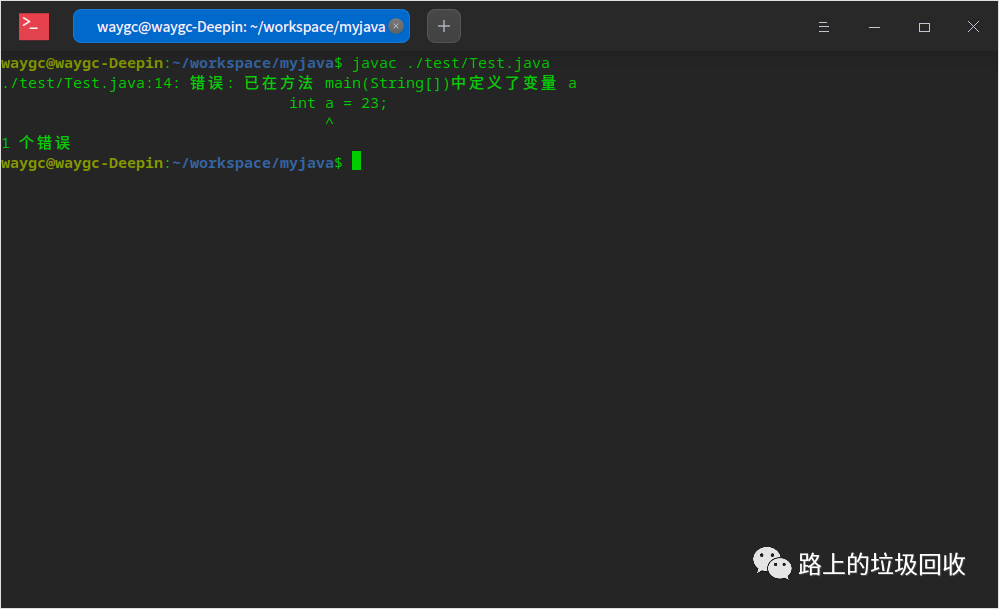 waygc@waygc-Deepin: ~/workspace/myjava
waygc@waygc-Deepin:~/workspace/myjava$ javac ./test/Test.java
./test/Test.java:14: 错误: 已在方法 main(String[])中定义了变量 a
int a = 23;
^
1 个错误
waygc@waygc-Deepin:~/workspace/myjava$
路上的垃圾回收